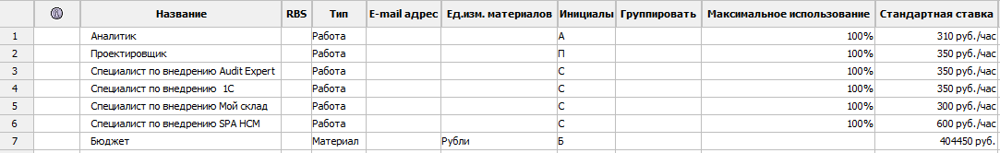 Название RBS Тип E-mail адрес Ед.изм. материалов Инициалы Группировать Максимальное использование Стандартная ставка
1 Аналитик Работа А 100% 310 руб./час
2 Проектировщик Работа П 100% 350 руб./час
3 Специалист по внедрению Audit Expert Работа С 100% 350 руб./час
4 Специалист по внедрению 1С Работа С 100% 350 руб./час
5 Специалист по внедрению Мой склад Работа С 100% 300 руб./час
6 Специалист по внедрению SPA HCM Работа С 100% 600 руб./час
7 Бюджет Материал Рубли Б 404450 руб.